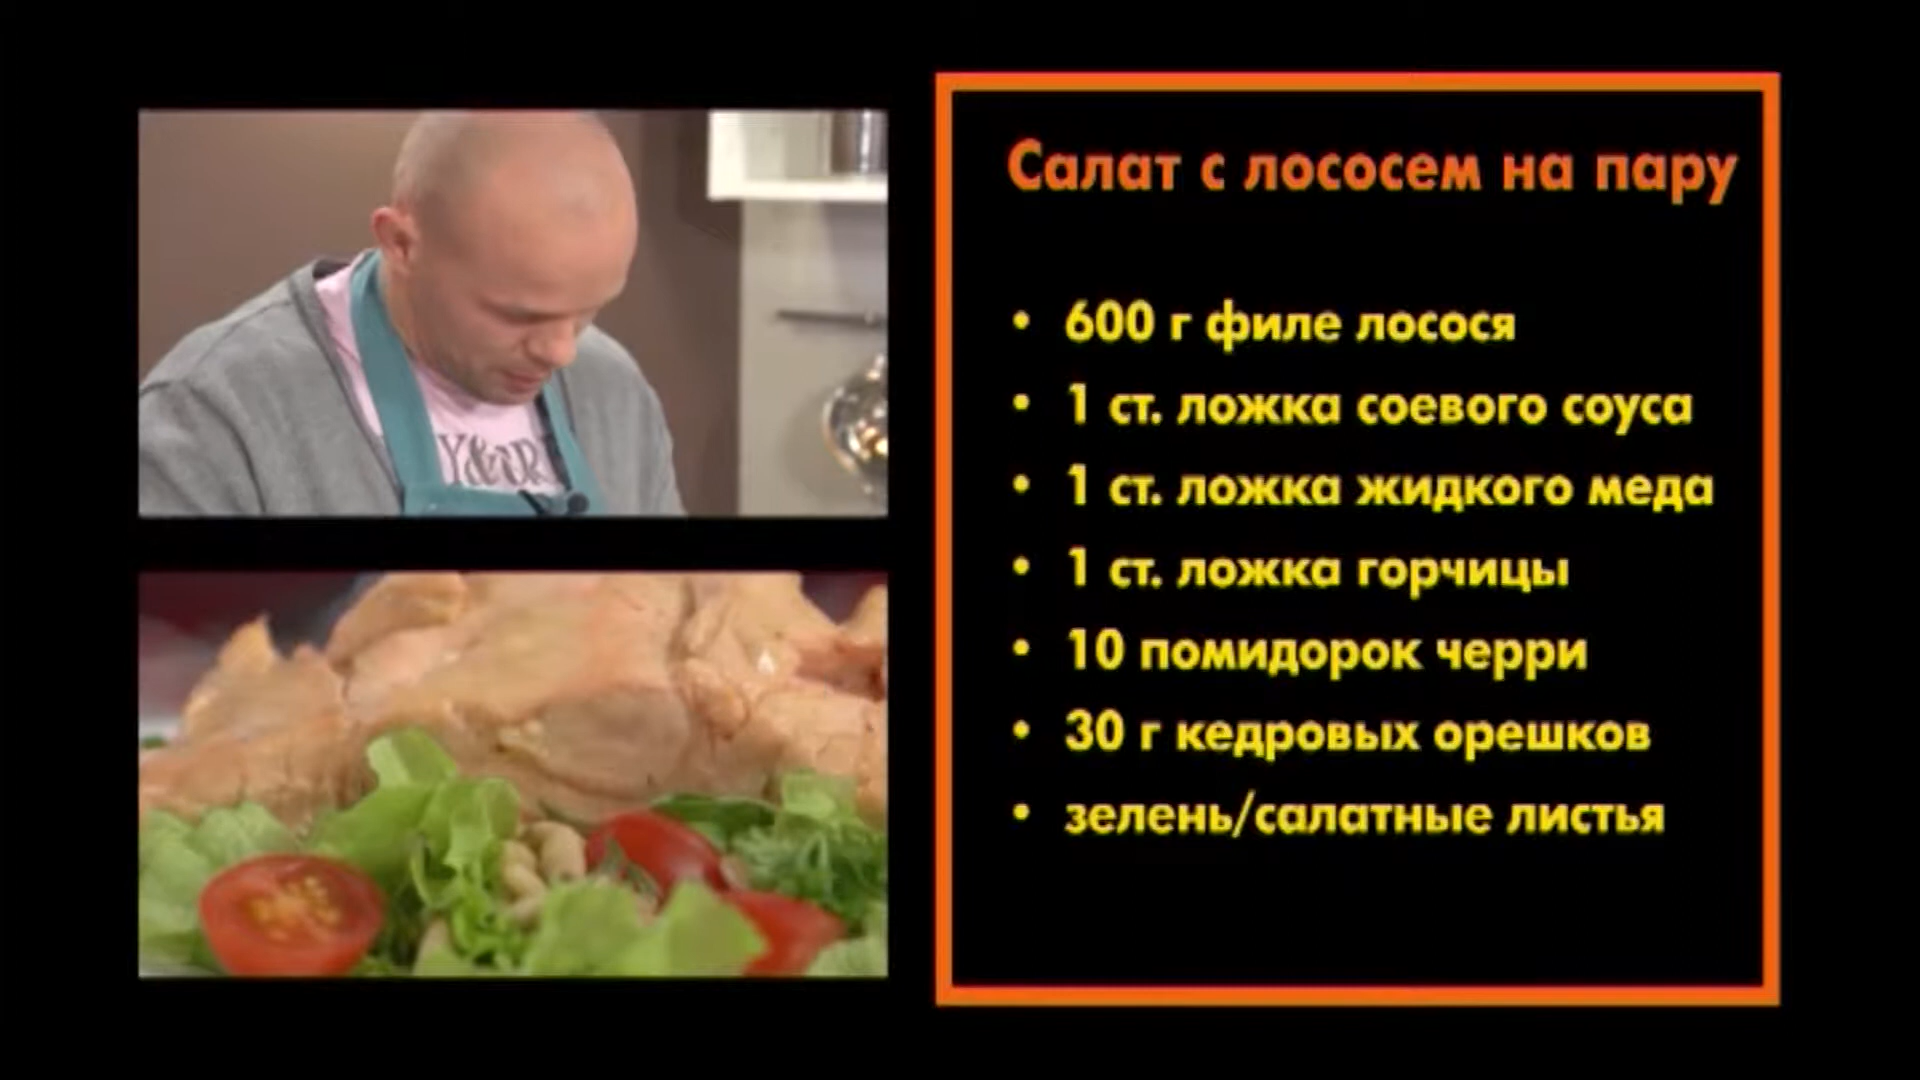 Салат с лососем на пару
• 600 г филе лосося
• 1 ст. ложка соевого соуса
• 1 ст. ложка жидкого меда
• 1 ст. ложка горчицы
• 10 помидорок черри
• 30 г кедровых орешков
• зелень/салатные листья